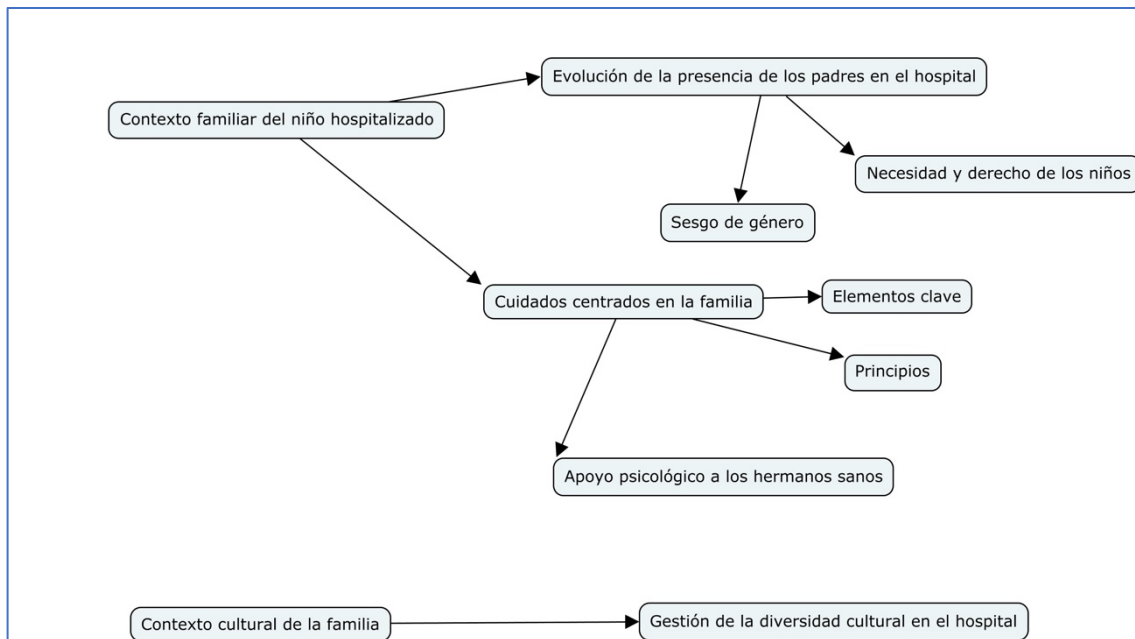 Evolución de la presencia de los padres en el hospital
Contexto familiar del niño hospitalizado
Necesidad y derecho de los niños
Sesgo de género
Cuidados centrados en la familia
Elementos clave
Principios
Apoyo psicológico a los hermanos sanos
Contexto cultural de la familia
Gestión de la diversidad cultural en el hospital